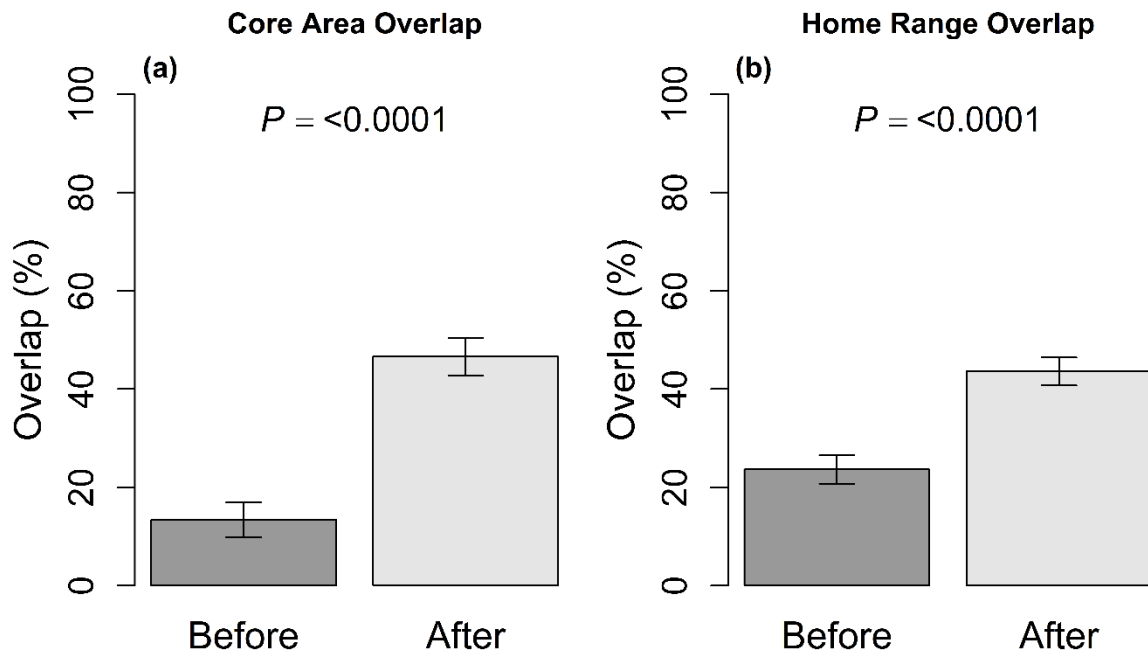 Core Area Overlap
(a)
P = <0.0001
Overlap (%)
100
80
60
40
20
0
Before After
Home Range Overlap
(b)
P = <0.0001
Overlap (%)
100
80
60
40
20
0
Before After